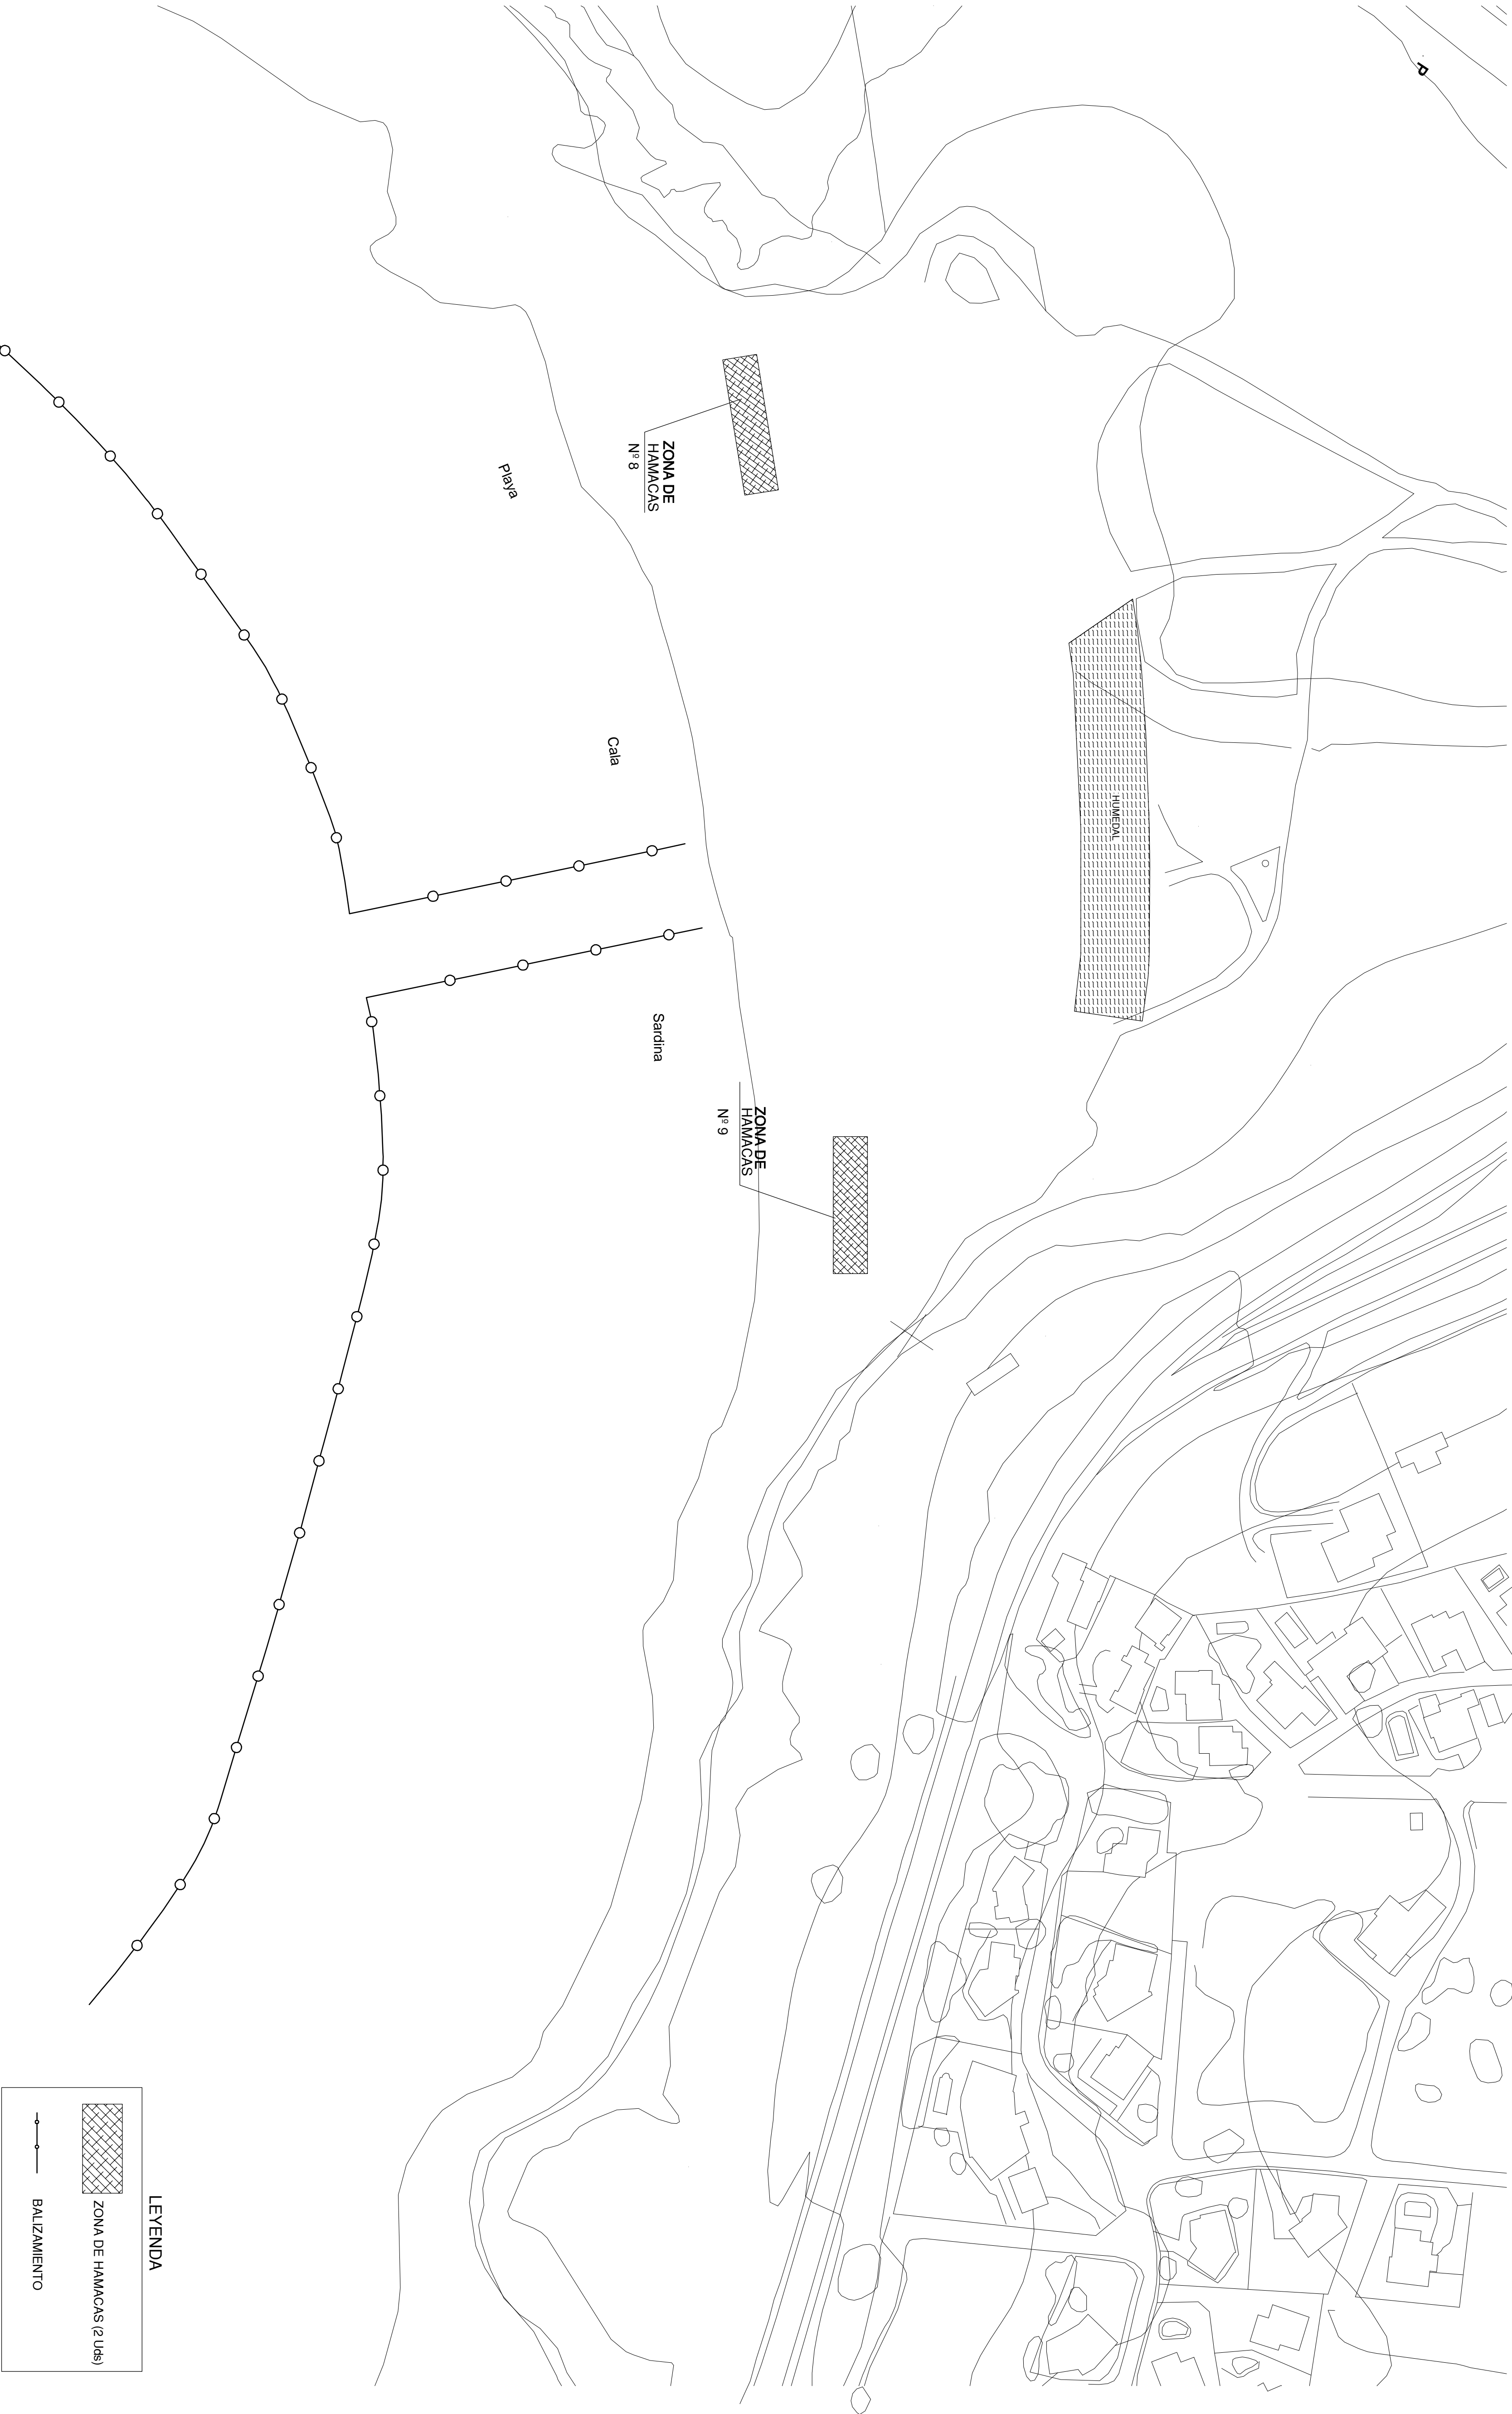 P
ZONA DE
HAMACAS
Nº 8
Playa
Cala
HUMEDAL
Sardina
ZONA DE
HAMACAS
Nº 9
LEYENDA
ZONA DE HAMACAS (2 Uds)
BALIZAMIENTO